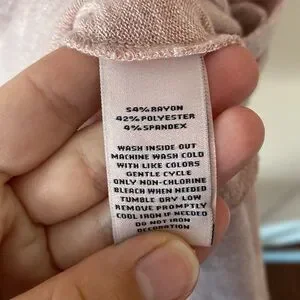 54% RAYON
42% POLYESTER
4% SPANDEX
WASH INSIDE OUT
MACHINE WASH COLD
WITH LIKE COLORS
GENTLE CYCLE
ONLY NON-CHLORINE
BLEACH WHEN NEEDED
TUMBLE DRY LOW
REMOVE PROMPTLY
COOL IRON IF NEEDED
DO NOT IRON
DECORATION